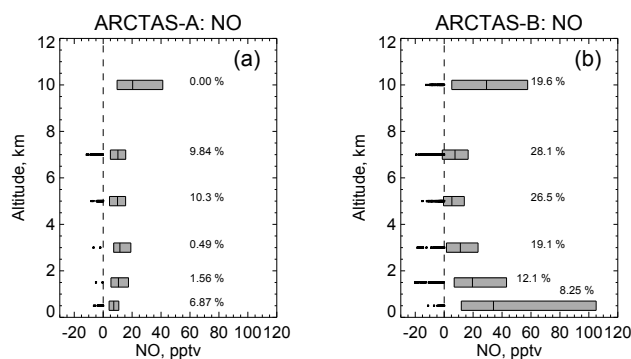 ARCTAS-A: NO
(a)
12
10
8
6
4
2
0
Altitude, km
0.00 %
9.84 %
10.3 %
0.49 %
1.56 %
6.87 %
-20 0 20 40 60 80 100 120
NO, pptv
ARCTAS-B: NO
(b)
12
10
8
6
4
2
0
Altitude, km
19.6 %
28.1 %
26.5 %
19.1 %
12.1 %
8.25 %
-20 0 20 40 60 80 100 120
NO, pptv